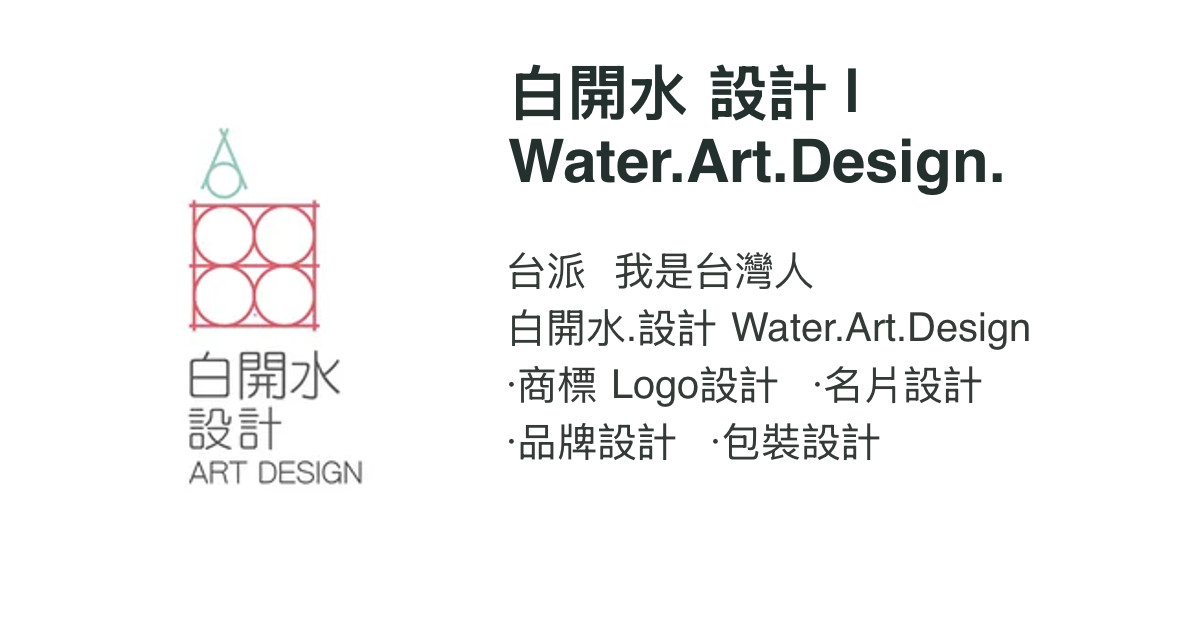 白開水 設計 |
Water.Art.Design.
台派 我是台灣人
白開水.設計 Water.Art.Design
·商標 Logo設計 ·名片設計
·品牌設計 ·包裝設計
白開水
設計
ART DESIGN